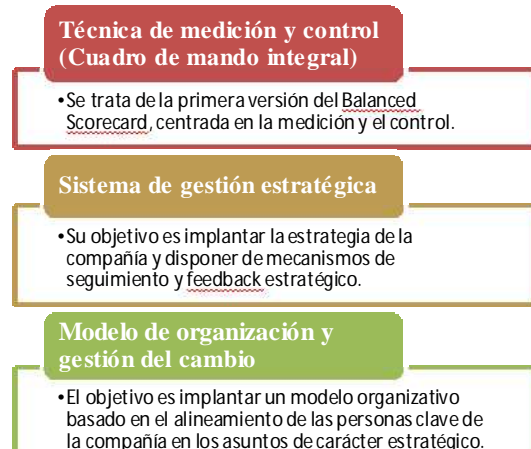 Técnica de medición y control
(Cuadro de mando integral)
•Se trata de la primera versión del Balanced
Scorecard, centrada en la medición y el control.
Sistema de gestión estratégica
•Su objetivo es implantar la estrategia de la
compañía y disponer de mecanismos de
seguimiento y feedback estratégico.
Modelo de organización y
gestión del cambio
•El objetivo es implantar un modelo organizativo
basado en el alineamiento de las personas clave de
la compañía en los asuntos de carácter estratégico.